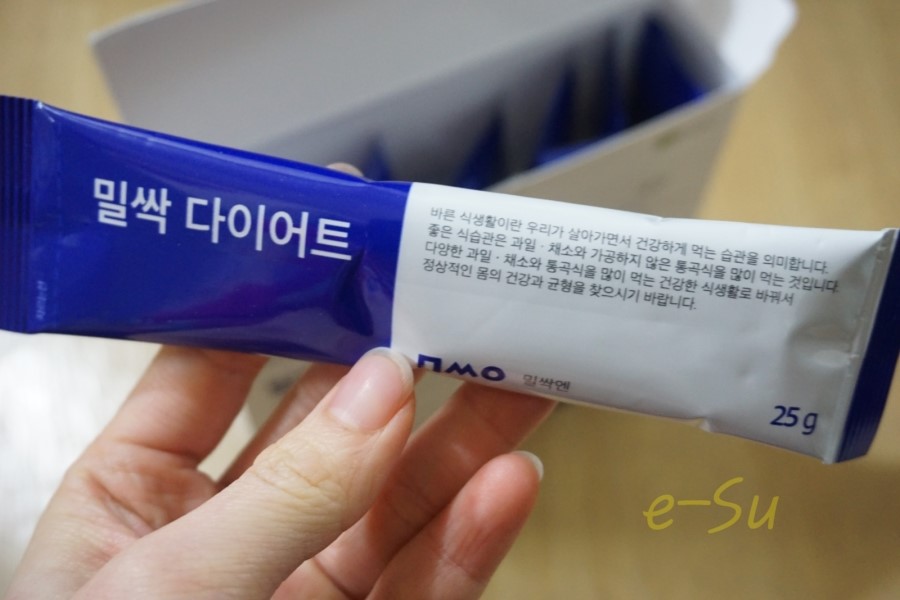 밀싹 다이어트
바른 식생활이란 우리가 살아가면서 건강하게 먹는 습관을 의미합니다.
좋은 식습관은 과일 · 채소와 가공하지 않은 통곡식을 많이 먹는 것입니다.
다양한 과일 · 채소와 통곡식을 많이 먹는 건강한 식생활로 바꿔서
정상적인 몸의 건강과 균형을 찾으시기 바랍니다.
밀싹엔
25g
e-Su